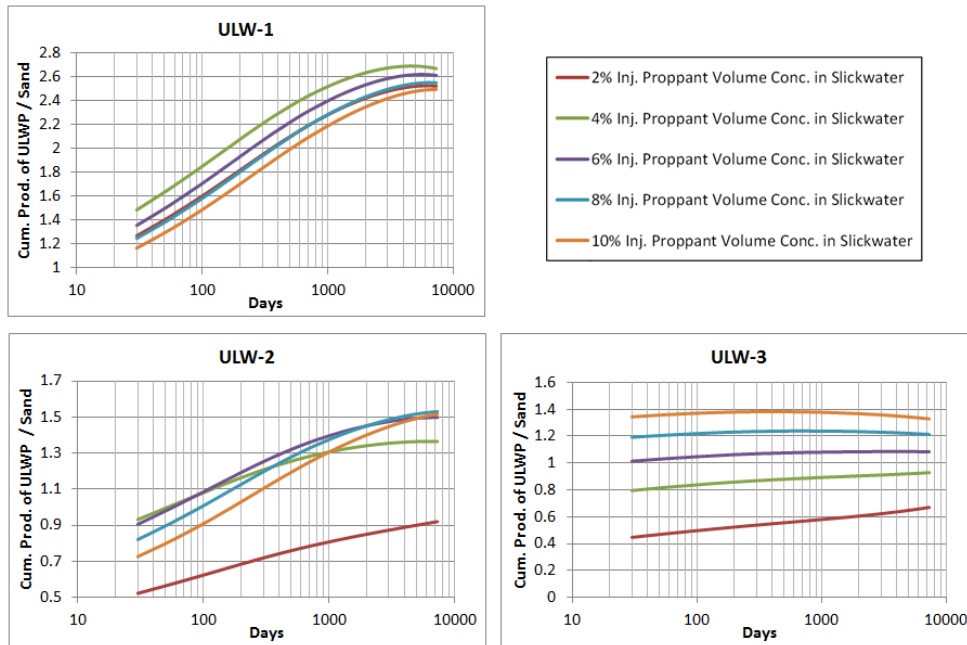 ULW-1
Cum. Prod. of ULWP / Sand
2.8
2.6
2.4
2.2
2
1.8
1.6
1.4
1.2
1
10
100
1000
10000
Days
2% Inj. Proppant Volume Conc. in Slickwater
4% Inj. Proppant Volume Conc. in Slickwater
6% Inj. Proppant Volume Conc. in Slickwater
8% Inj. Proppant Volume Conc. in Slickwater
10% Inj. Proppant Volume Conc. in Slickwater
ULW-2
Cum. Prod. of ULWP / Sand
1.7
1.5
1.3
1.1
0.9
0.7
0.5
10
100
1000
10000
Days
ULW-3
Cum. Prod. of ULWP / Sand
1.6
1.4
1.2
1
0.8
0.6
0.4
0.2
0
10
100
1000
10000
Days